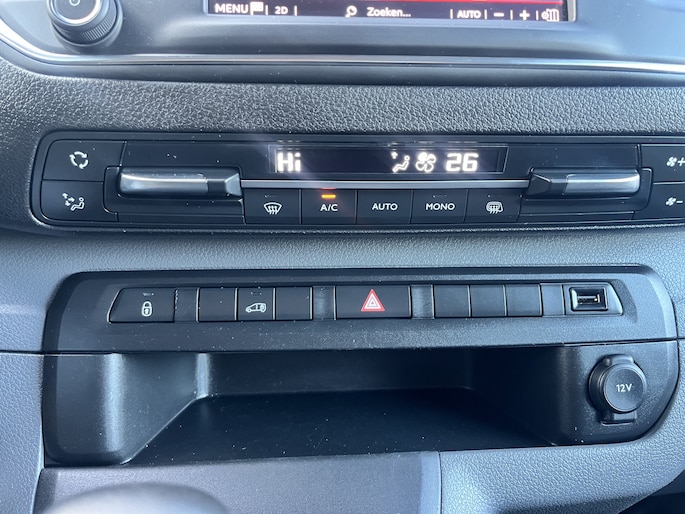 MENU 2D Zoeken... AUTO - +
Hi 26 +
A/C AUTO MONO -
12V